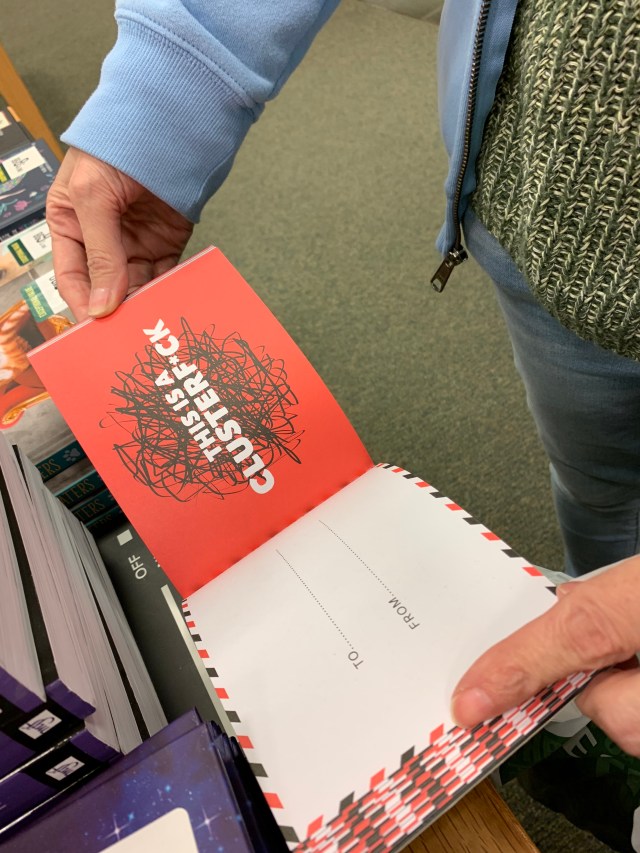 THIS IS A
CLUSTERF*CK
TO
FROM
OFF